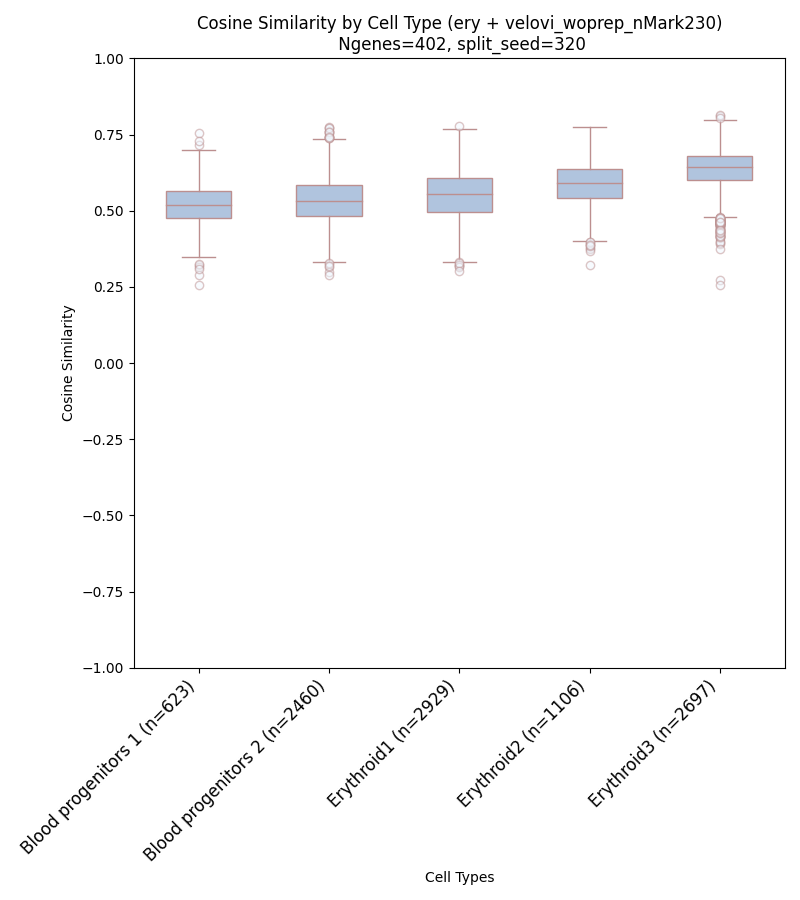 Cosine Similarity by Cell Type (ery + velovi_woprep_nMark230)
Ngenes=402, split_seed=320
1.00
0.75
0.50
0.25
0.00
−0.25
−0.50
−0.75
−1.00
Cosine Similarity
Blood progenitors 1 (n=623)
Blood progenitors 2 (n=2460)
Erythroid1 (n=2929)
Erythroid2 (n=1106)
Erythroid3 (n=2697)
Cell Types